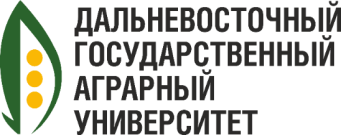 ДАЛЬНЕВОСТОЧНЫЙ
ГОСУДАРСТВЕННЫЙ
АГРАРНЫЙ
УНИВЕРСИТЕТ